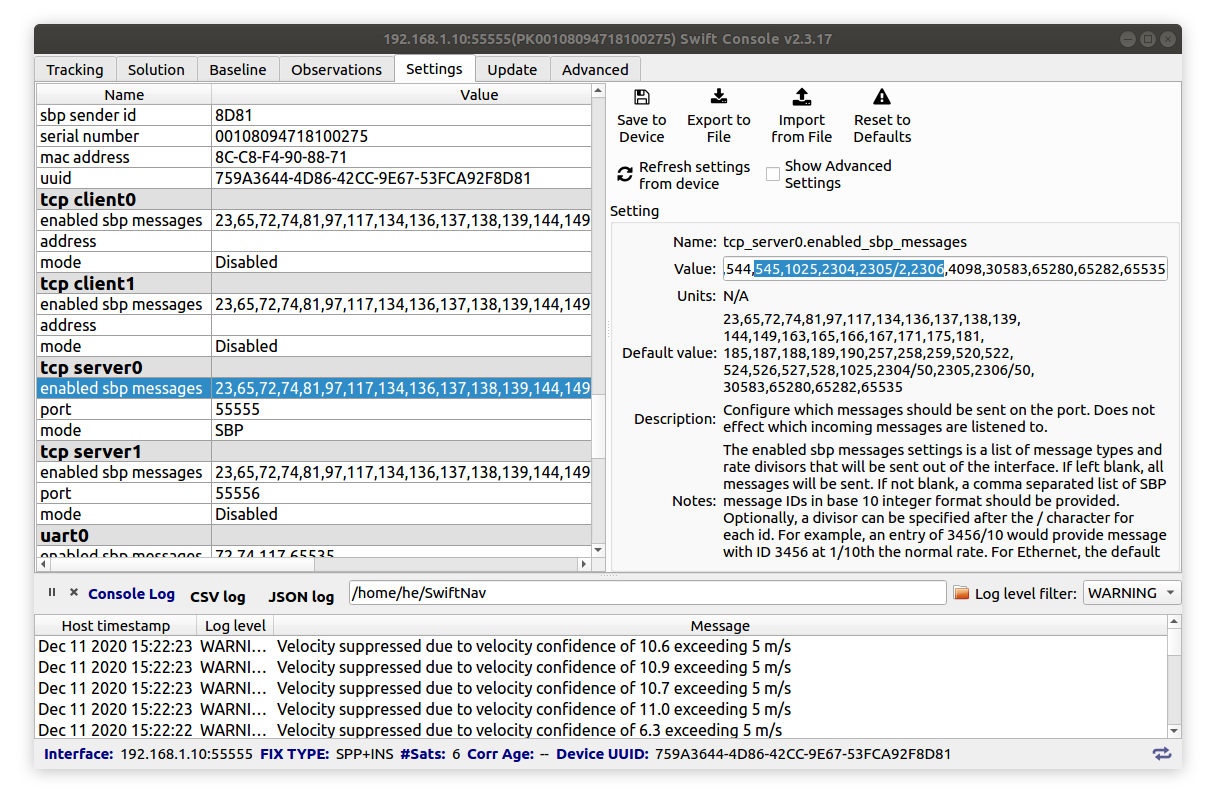 192.168.1.10:55555(PK00108094718100275) Swift Console v2.3.17
Tracking Solution Baseline Observations Settings Update Advanced
Name Value
sbp sender id 8D81
serial number 00108094718100275
mac address 8C-C8-F4-90-88-71
uuid 759A3644-4D86-42CC-9E67-53FCA92F8D81
tcp client0
enabled sbp messages 23,65,72,74,81,97,117,134,136,137,138,139,144,149
address
mode Disabled
tcp client1
enabled sbp messages 23,65,72,74,81,97,117,134,136,137,138,139,144,149
address
mode Disabled
tcp server0
enabled sbp messages 23,65,72,74,81,97,117,134,136,137,138,139,144,149
port 55555
mode SBP
tcp server1
enabled sbp messages 23,65,72,74,81,97,117,134,136,137,138,139,144,149
port 55556
mode Disabled
uart0
enabled sbp messages 72,74,117,65535
Save to Device
Export to File
Import from File
Reset to Defaults
Refresh settings from device
Show Advanced Settings
Setting
Name: tcp_server0.enabled_sbp_messages
Value: ,544,545,1025,2304,2305/2,2306,4098,30583,65280,65282,65535
Units: N/A
Default value: 23,65,72,74,81,97,117,134,136,137,138,139,
144,149,163,165,166,167,171,175,181,
185,187,188,189,190,257,258,259,520,522,
524,526,527,528,1025,2304/50,2305,2306/50,
30583,65280,65282,65535
Description: Configure which messages should be sent on the port. Does not
effect which incoming messages are listened to.
Notes: The enabled sbp messages settings is a list of message types and
rate divisors that will be sent out of the interface. If left blank, all
messages will be sent. If not blank, a comma separated list of SBP
message IDs in base 10 integer format should be provided.
Optionally, a divisor can be specified after the / character for
each id. For example, an entry of 3456/10 would provide message
with ID 3456 at 1/10th the normal rate. For Ethernet, the default
Console Log CSV log JSON log /home/he/SwiftNav Log level filter: WARNING
Host timestamp Log level Message
Dec 11 2020 15:22:23 WARNI... Velocity suppressed due to velocity confidence of 10.6 exceeding 5 m/s
Dec 11 2020 15:22:23 WARNI... Velocity suppressed due to velocity confidence of 10.9 exceeding 5 m/s
Dec 11 2020 15:22:23 WARNI... Velocity suppressed due to velocity confidence of 10.7 exceeding 5 m/s
Dec 11 2020 15:22:23 WARNI... Velocity suppressed due to velocity confidence of 11.0 exceeding 5 m/s
Dec 11 2020 15:22:22 WARNI... Velocity suppressed due to velocity confidence of 6.3 exceeding 5 m/s
Interface: 192.168.1.10:55555 FIX TYPE: SPP+INS #Sats: 6 Corr Age: -- Device UUID: 759A3644-4D86-42CC-9E67-53FCA92F8D81